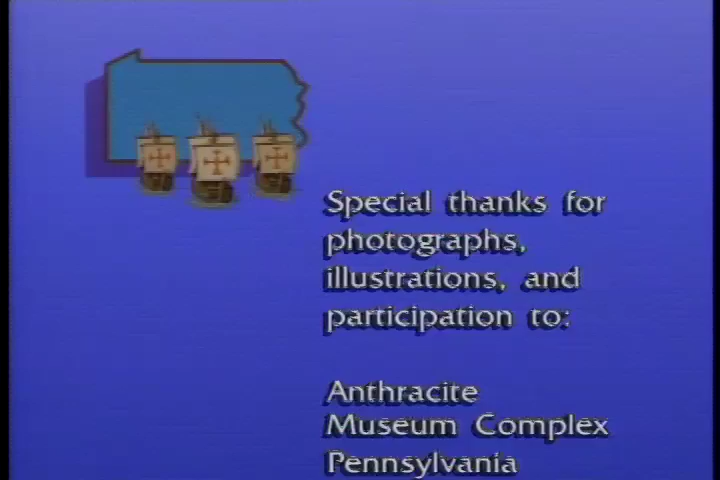 Special thanks for
photographs,
illustrations, and
participation to:
Anthracite
Museum Complex
Pennsylvania